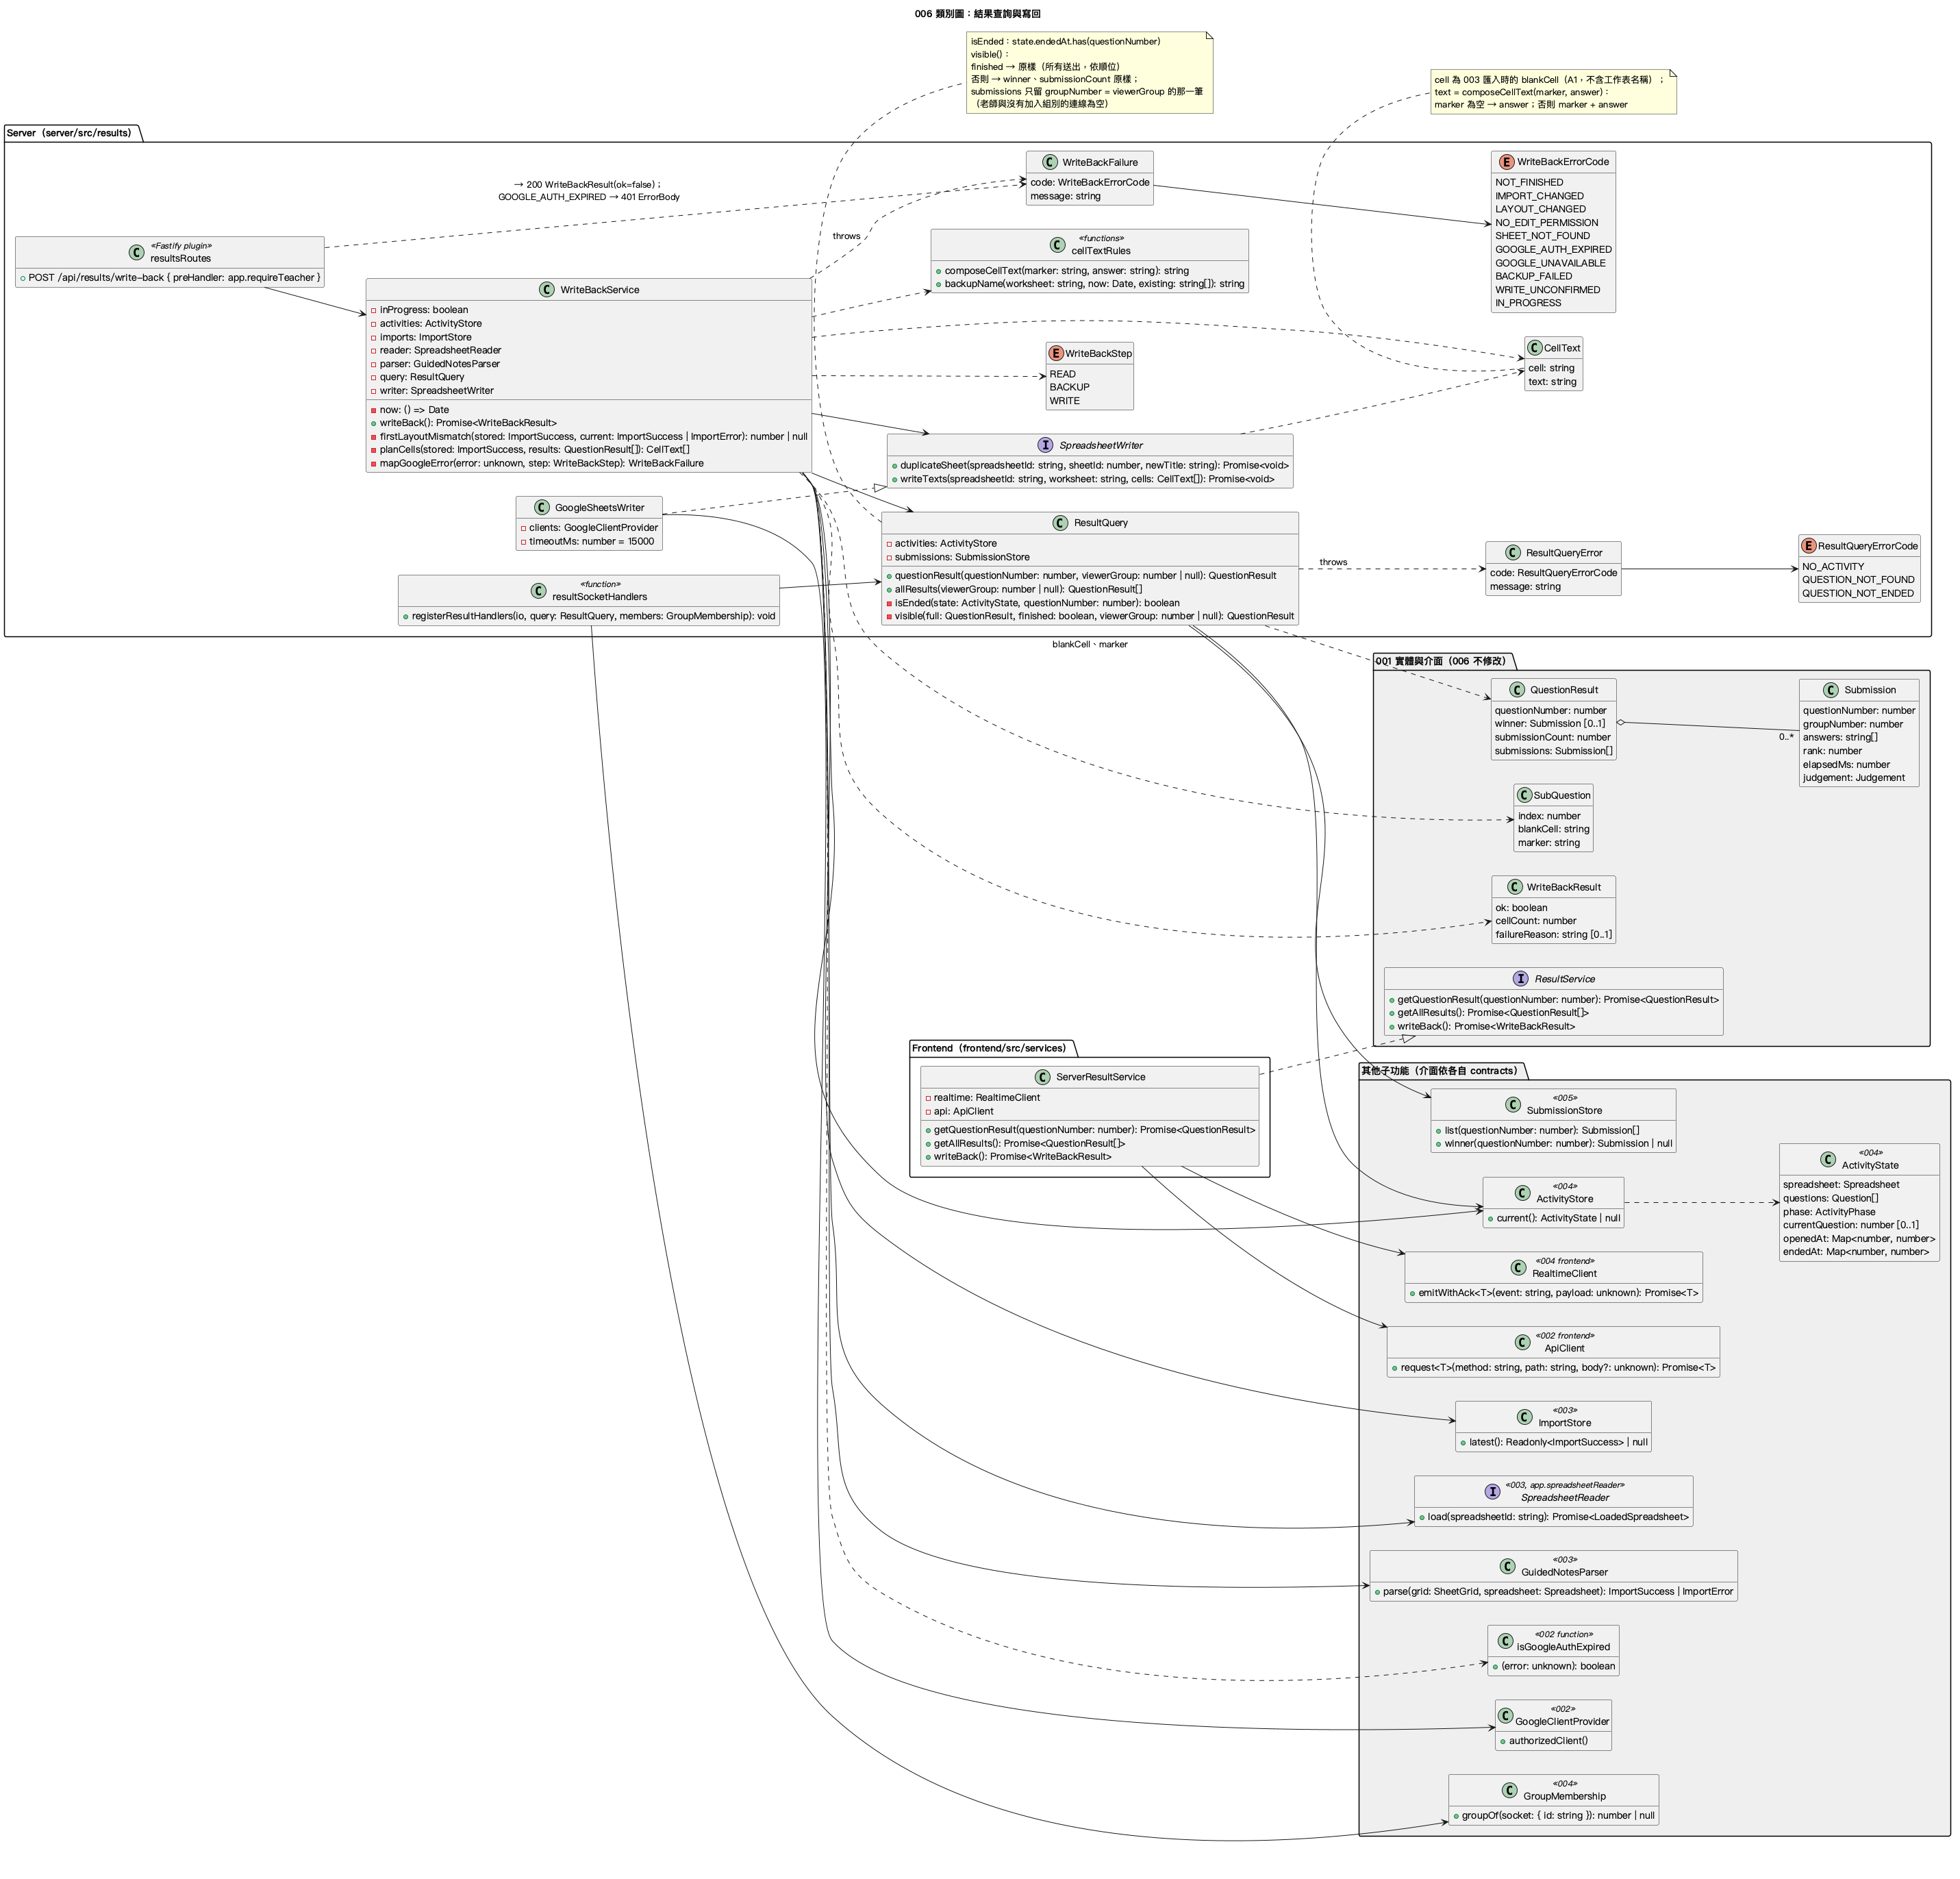 006 類別圖：結果查詢與寫回
isEnded：state.endedAt.has(questionNumber)
visible()：
finished → 原樣（所有送出，依順位）
否則 → winner、submissionCount 原樣；
submissions 只留 groupNumber = viewerGroup 的那一筆
（老師與沒有加入組別的連線為空）
cell 為 003 匯入時的 blankCell（A1，不含工作表名稱）；
text = composeCellText(marker, answer)：
marker 為空 → answer；否則 marker + answer
Server（server/src/results）
→ 200 WriteBackResult(ok=false)；
GOOGLE_AUTH_EXPIRED → 401 ErrorBody
WriteBackFailure
code: WriteBackErrorCode
message: string
WriteBackErrorCode
NOT_FINISHED
IMPORT_CHANGED
LAYOUT_CHANGED
NO_EDIT_PERMISSION
SHEET_NOT_FOUND
GOOGLE_AUTH_EXPIRED
GOOGLE_UNAVAILABLE
BACKUP_FAILED
WRITE_UNCONFIRMED
IN_PROGRESS
«Fastify plugin»
resultsRoutes
POST /api/results/write-back { preHandler: app.requireTeacher }
throws
«functions»
cellTextRules
composeCellText(marker: string, answer: string): string
backupName(worksheet: string, now: Date, existing: string[]): string
WriteBackService
inProgress: boolean
activities: ActivityStore
imports: ImportStore
reader: SpreadsheetReader
parser: GuidedNotesParser
query: ResultQuery
writer: SpreadsheetWriter
now: () => Date
writeBack(): Promise<WriteBackResult>
firstLayoutMismatch(stored: ImportSuccess, current: ImportSuccess | ImportError): number | null
planCells(stored: ImportSuccess, results: QuestionResult[]): CellText[]
mapGoogleError(error: unknown, step: WriteBackStep): WriteBackFailure
WriteBackStep
READ
BACKUP
WRITE
CellText
cell: string
text: string
SpreadsheetWriter
duplicateSheet(spreadsheetId: string, sheetId: number, newTitle: string): Promise<void>
writeTexts(spreadsheetId: string, worksheet: string, cells: CellText[]): Promise<void>
GoogleSheetsWriter
clients: GoogleClientProvider
timeoutMs: number = 15000
ResultQuery
activities: ActivityStore
submissions: SubmissionStore
questionResult(questionNumber: number, viewerGroup: number | null): QuestionResult
allResults(viewerGroup: number | null): QuestionResult[]
isEnded(state: ActivityState, questionNumber: number): boolean
visible(full: QuestionResult, finished: boolean, viewerGroup: number | null): QuestionResult
throws
ResultQueryError
code: ResultQueryErrorCode
message: string
ResultQueryErrorCode
NO_ACTIVITY
QUESTION_NOT_FOUND
QUESTION_NOT_ENDED
«function»
resultSocketHandlers
registerResultHandlers(io, query: ResultQuery, members: GroupMembership): void
blankCell、marker
001 實體與介面（006 不修改）
QuestionResult
questionNumber: number
winner: Submission [0..1]
submissionCount: number
submissions: Submission[]
0..*
Submission
questionNumber: number
groupNumber: number
answers: string[]
rank: number
elapsedMs: number
judgement: Judgement
SubQuestion
index: number
blankCell: string
marker: string
WriteBackResult
ok: boolean
cellCount: number
failureReason: string [0..1]
ResultService
getQuestionResult(questionNumber: number): Promise<QuestionResult>
getAllResults(): Promise<QuestionResult[]>
writeBack(): Promise<WriteBackResult>
Frontend（frontend/src/services）
ServerResultService
realtime: RealtimeClient
api: ApiClient
getQuestionResult(questionNumber: number): Promise<QuestionResult>
getAllResults(): Promise<QuestionResult[]>
writeBack(): Promise<WriteBackResult>
其他子功能（介面依各自 contracts）
«005»
SubmissionStore
list(questionNumber: number): Submission[]
winner(questionNumber: number): Submission | null
«004»
ActivityStore
current(): ActivityState | null
«004»
ActivityState
spreadsheet: Spreadsheet
questions: Question[]
phase: ActivityPhase
currentQuestion: number [0..1]
openedAt: Map<number, number>
endedAt: Map<number, number>
«004 frontend»
RealtimeClient
emitWithAck<T>(event: string, payload: unknown): Promise<T>
«002 frontend»
ApiClient
request<T>(method: string, path: string, body?: unknown): Promise<T>
«003»
ImportStore
latest(): Readonly<ImportSuccess> | null
«003, app.spreadsheetReader»
SpreadsheetReader
load(spreadsheetId: string): Promise<LoadedSpreadsheet>
«003»
GuidedNotesParser
parse(grid: SheetGrid, spreadsheet: Spreadsheet): ImportSuccess | ImportError
«002 function»
isGoogleAuthExpired
(error: unknown): boolean
«002»
GoogleClientProvider
authorizedClient()
«004»
GroupMembership
groupOf(socket: { id: string }): number | null